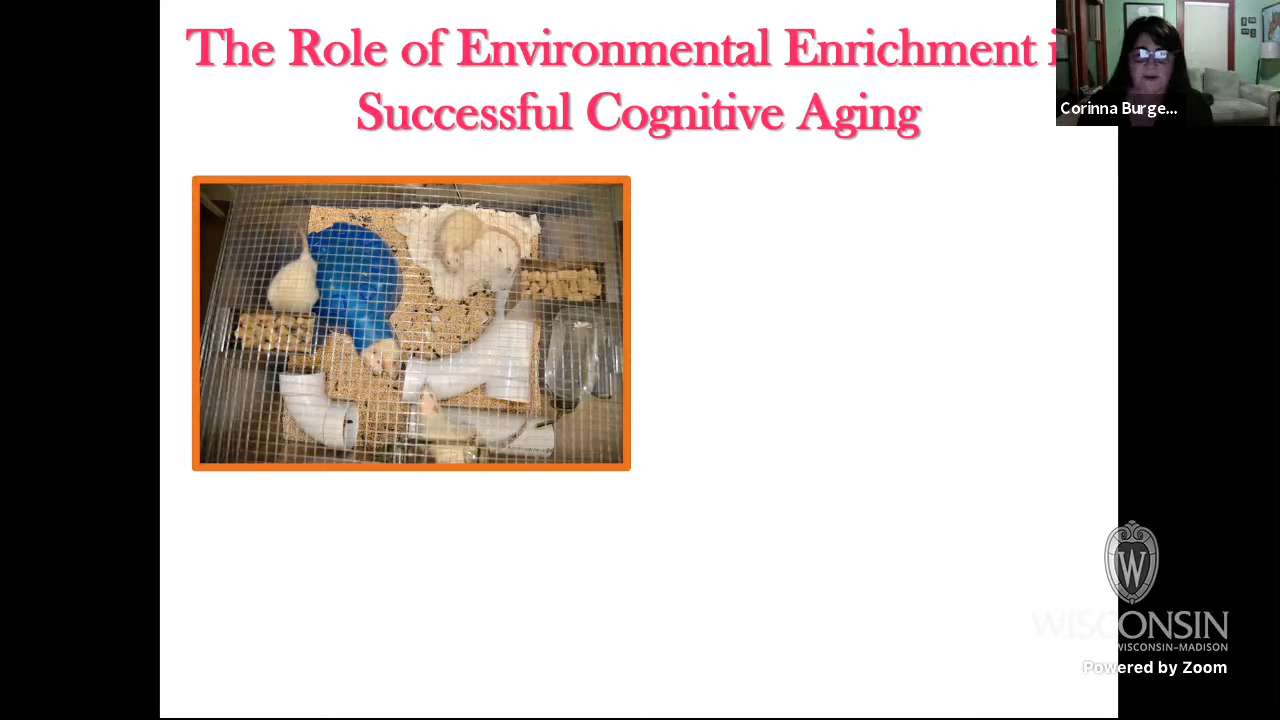 The Role of Environmental Enrichment i
Successful Cognitive Aging
Corinna Burge...
W
WISCONSIN
WISCONSIN–MADISON
Powered by Zoom